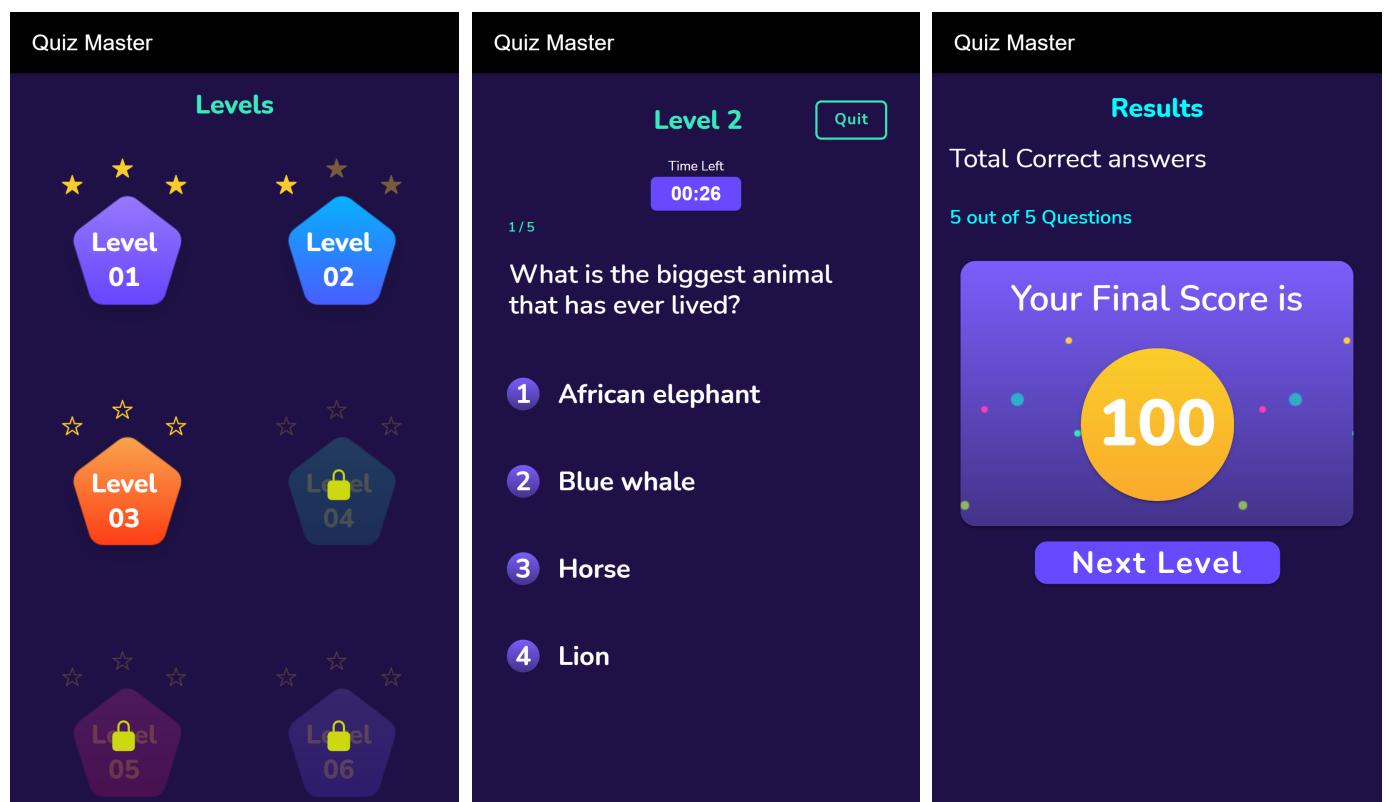 Quiz Master
Levels
Level
01
Level
02
Level
03
Level
04
Level
05
Level
06
Quiz Master
Level 2
Quit
Time Left
00:26
1 / 5
What is the biggest animal
that has ever lived?
1 African elephant
2 Blue whale
3 Horse
4 Lion
Quiz Master
Results
Total Correct answers
5 out of 5 Questions
Your Final Score is
100
Next Level